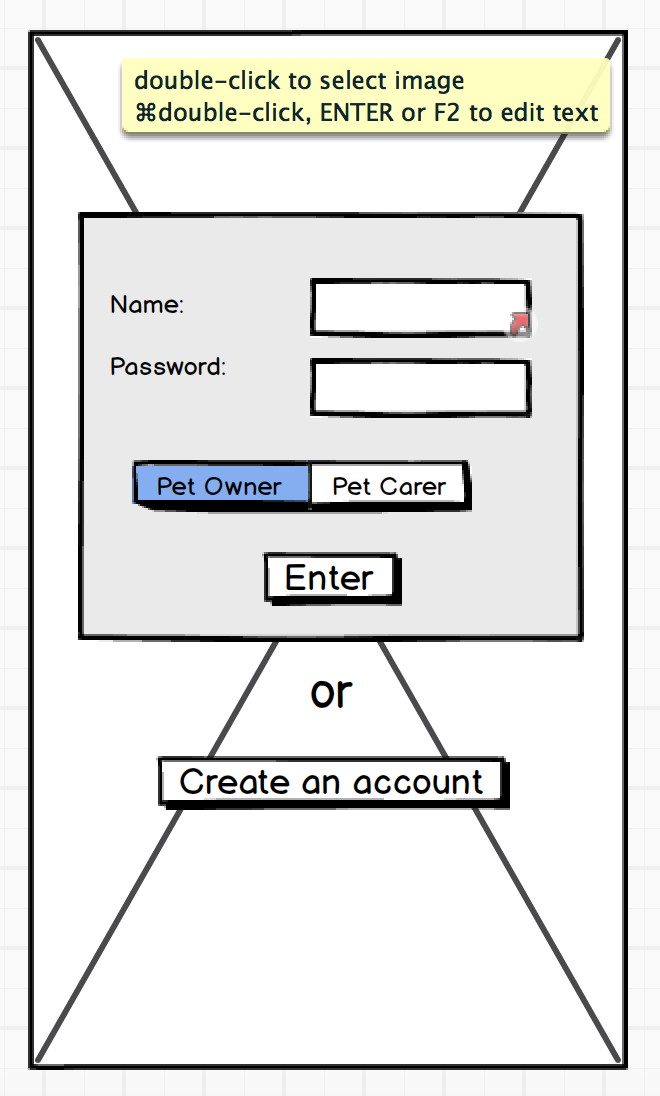 double-click to select image
⌘double-click, ENTER or F2 to edit text
Name:
Password:
Pet Owner
Pet Carer
Enter
or
Create an account